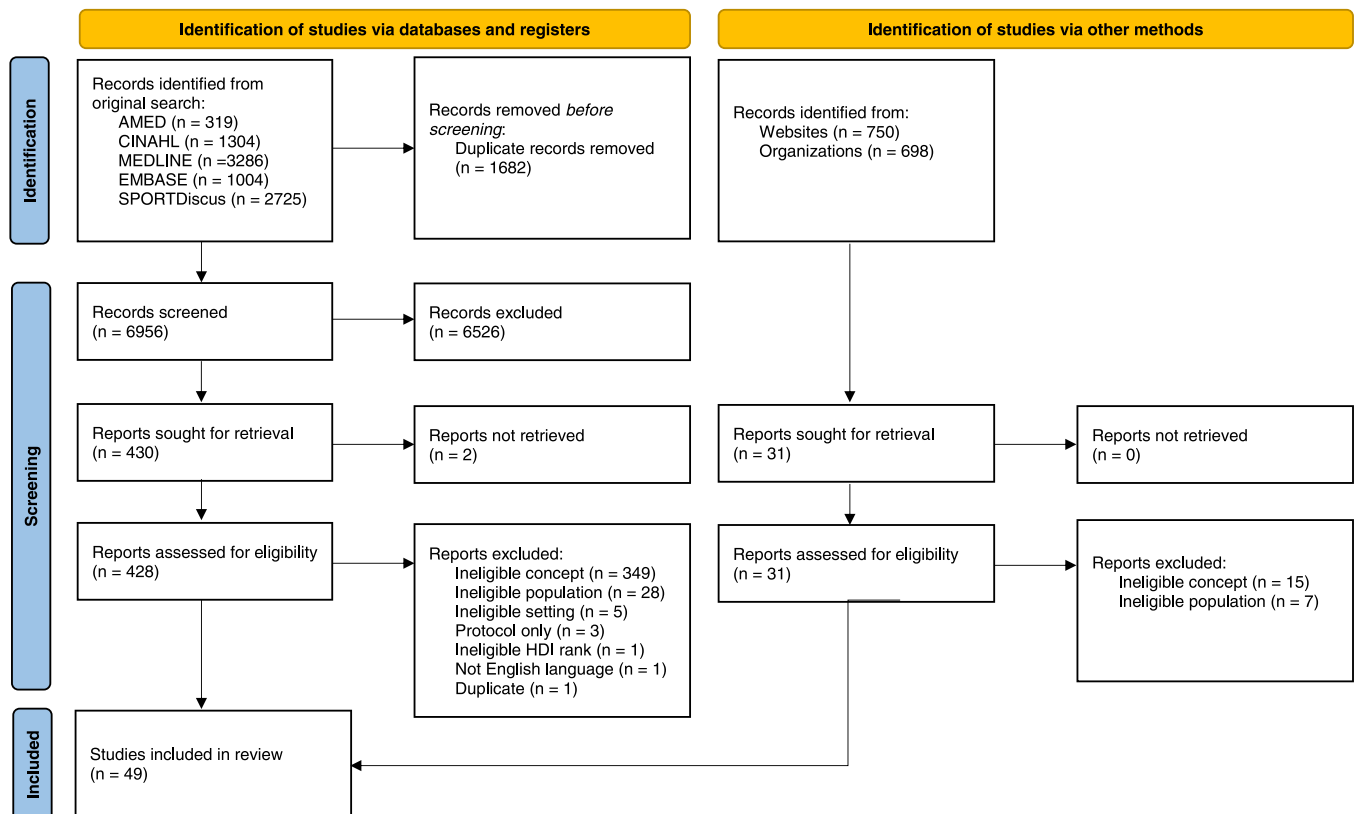 Identification of studies via databases and registers
Identification of studies via other methods
Identification
Records identified from
original search:
AMED (n = 319)
CINAHL (n = 1304)
MEDLINE (n =3286)
EMBASE (n = 1004)
SPORTDiscus (n = 2725)
Records removed before
screening:
Duplicate records removed
(n = 1682)
Records identified from:
Websites (n = 750)
Organizations (n = 698)
Screening
Records screened
(n = 6956)
Records excluded
(n = 6526)
Reports sought for retrieval
(n = 430)
Reports not retrieved
(n = 2)
Reports sought for retrieval
(n = 31)
Reports not retrieved
(n = 0)
Reports assessed for eligibility
(n = 428)
Reports excluded:
Ineligible concept (n = 349)
Ineligible population (n = 28)
Ineligible setting (n = 5)
Protocol only (n = 3)
Ineligible HDI rank (n = 1)
Not English language (n = 1)
Duplicate (n = 1)
Reports assessed for eligibility
(n = 31)
Reports excluded:
Ineligible concept (n = 15)
Ineligible population (n = 7)
Included
Studies included in review
(n = 49)